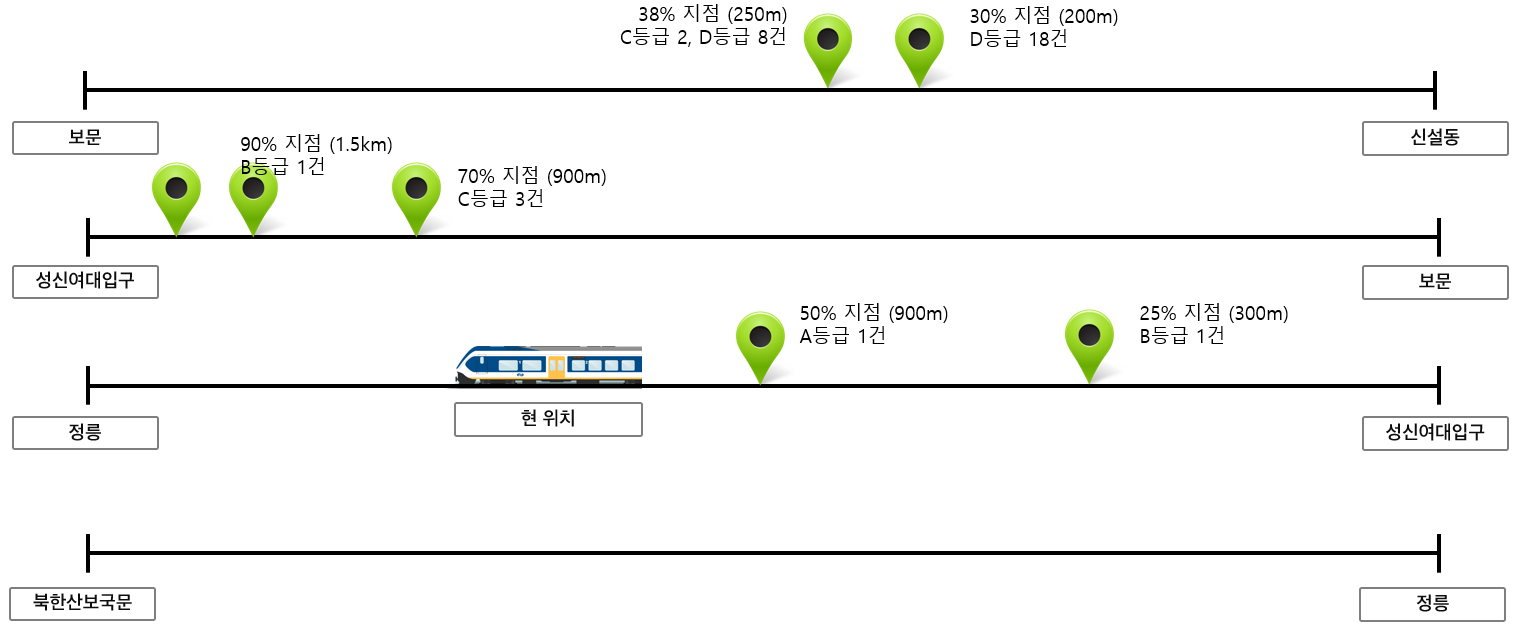 38% 지점 (250m)
C등급 2, D등급 8건
30% 지점 (200m)
D등급 18건
보문
신설동
90% 지점 (1.5km)
B등급 1건
70% 지점 (900m)
C등급 3건
성신여대입구
보문
50% 지점 (900m)
A등급 1건
25% 지점 (300m)
B등급 1건
현 위치
정릉
성신여대입구
북한산보국문
정릉